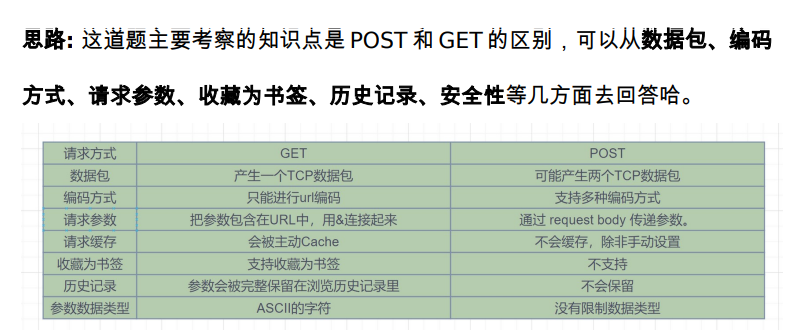 思路: 这道题主要考察的知识点是 POST 和 GET 的区别，可以从数据包、编码
方式、请求参数、收藏为书签、历史记录、安全性等几方面去回答哈。
请求方式 GET POST
数据包 产生一个TCP数据包 可能产生两个TCP数据包
编码方式 只能进行url编码 支持多种编码方式
请求参数 把参数包含在URL中，用&连接起来 通过 request body 传递参数。
请求缓存 会被主动Cache 不会缓存，除非手动设置
收藏为书签 支持收藏为书签 不支持
历史记录 参数会被完整保留在浏览历史记录里 不会保留
参数数据类型 ASCII的字符 没有限制数据类型